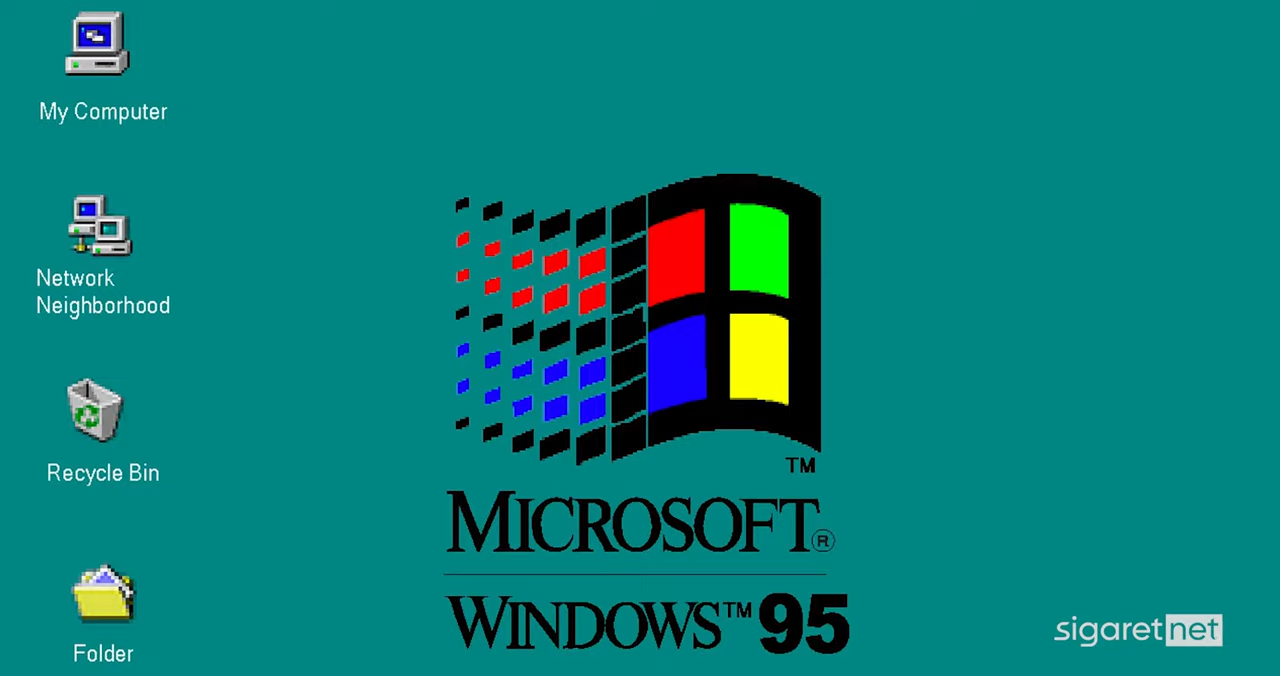 My Computer
Network
Neighborhood
Recycle Bin
Folder
TM
MICROSOFT®
WINDOWS™ 95
sigaretnet